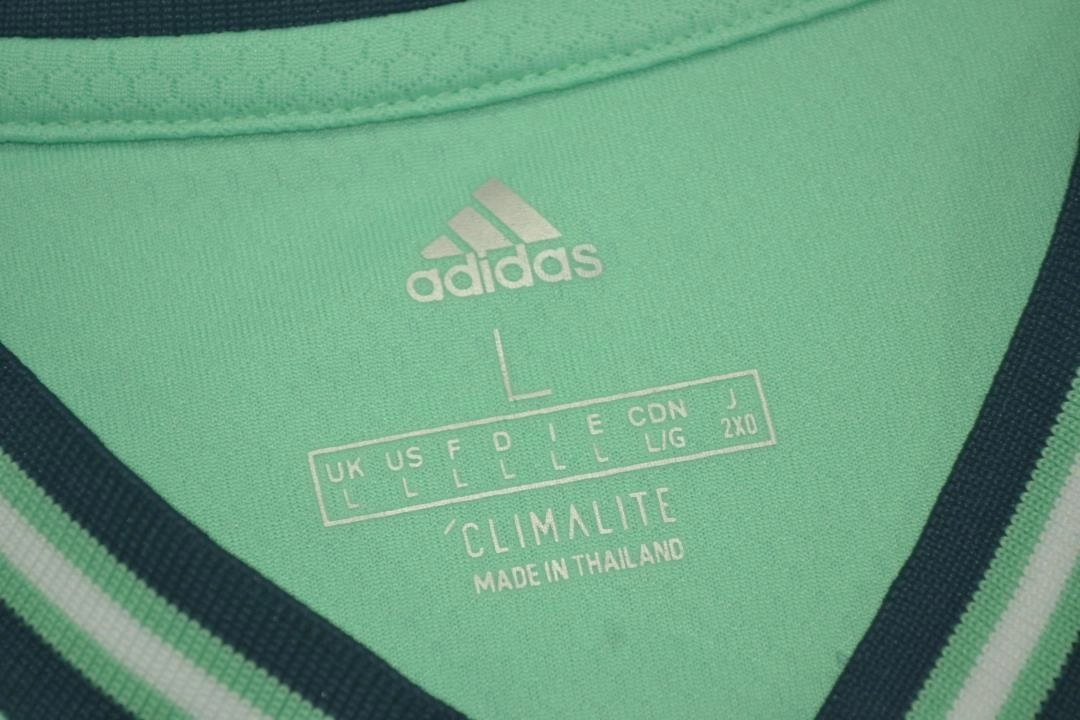 adidas
L
UK US F D I E CDN J
L L L L L L L/G 2XO
CLIMALITE
MADE IN THAILAND